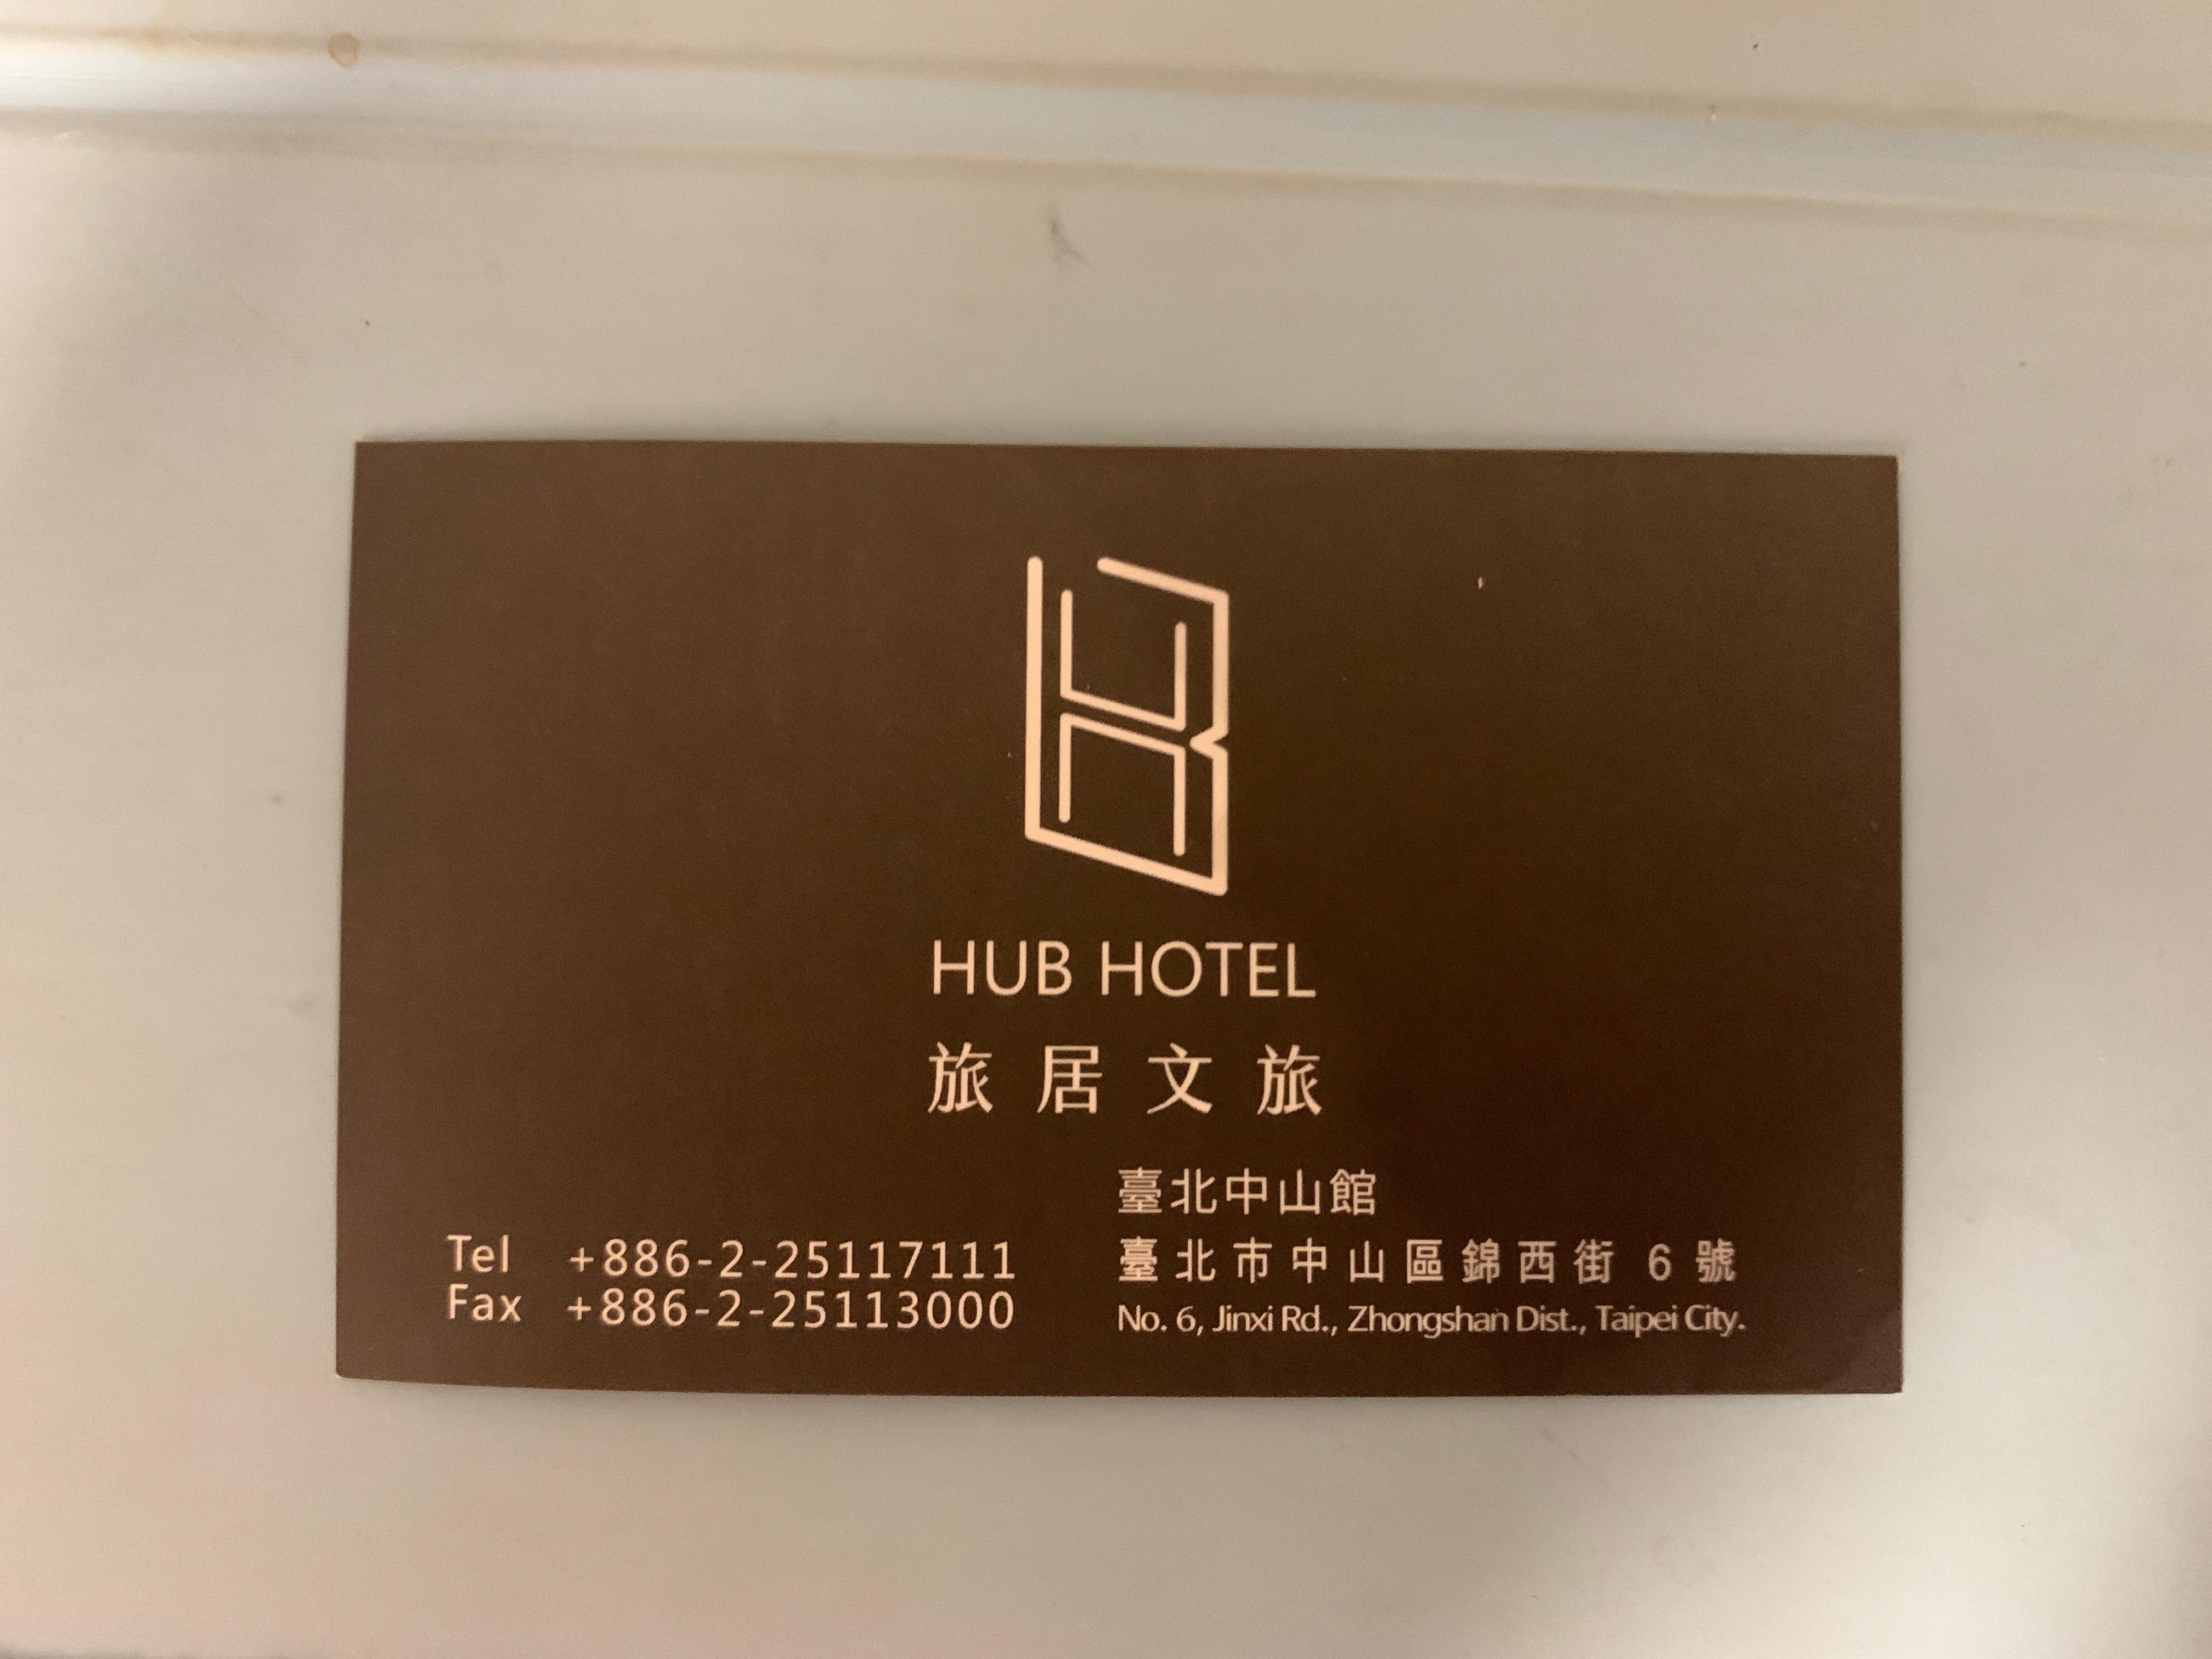 HUB HOTEL
旅居文旅
Tel +886-2-25117111
Fax +886-2-25113000
臺北中山館
臺北市中山區錦西街 6 號
No. 6, Jinxi Rd., Zhongshan Dist., Taipei City.